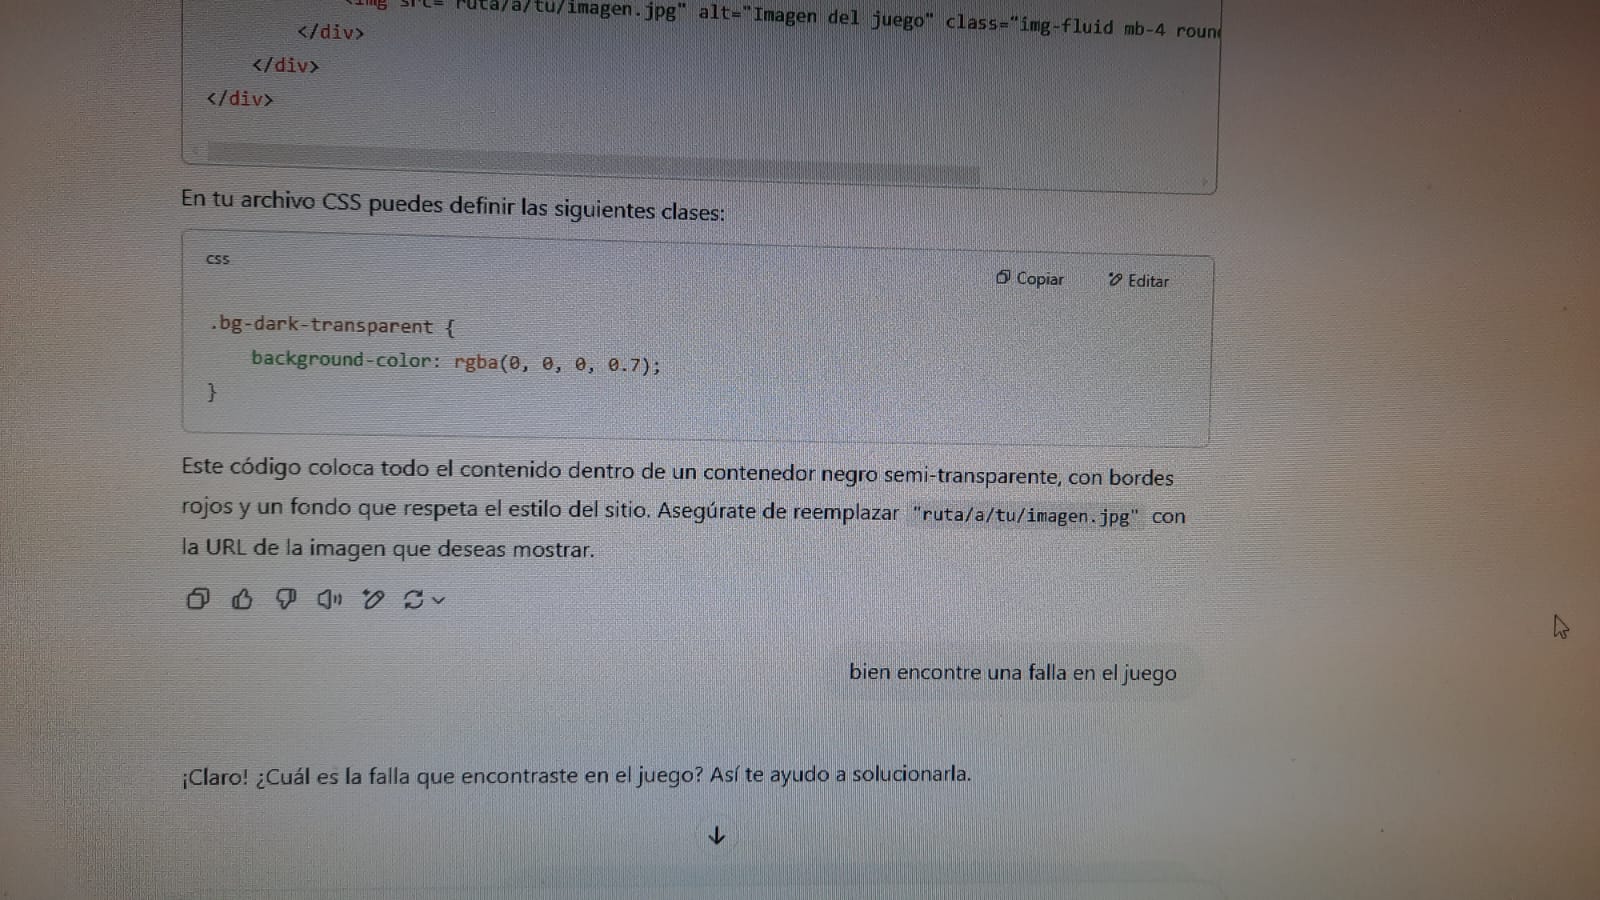 <img src="ruta/a/tu/imagen.jpg" alt="Imagen del juego" class="img-fluid mb-4
</div>
</div>
</div>
En tu archivo CSS puedes definir las siguientes clases:
css
Copiar
Editar
.bg-dark-transparent {
background-color: rgba(0, 0, 0, 0.7);
}
Este código coloca todo el contenido dentro de un contenedor negro semi-transparente, con bordes
rojos y un fondo que respeta el estilo del sitio. Asegúrate de reemplazar "ruta/a/tu/imagen.jpg" con
la URL de la imagen que deseas mostrar.
bien encontre una falla en el juego
¡Claro! ¿Cuál es la falla que encontraste en el juego? Así te ayudo a solucionarla.